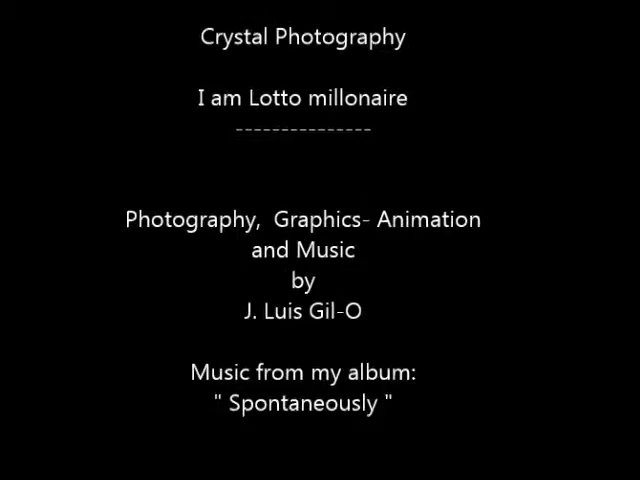 Crystal Photography
I am Lotto millonaire
---------------
Photography,  Graphics- Animation
and Music
by
J. Luis Gil-O
Music from my album:
" Spontaneously "